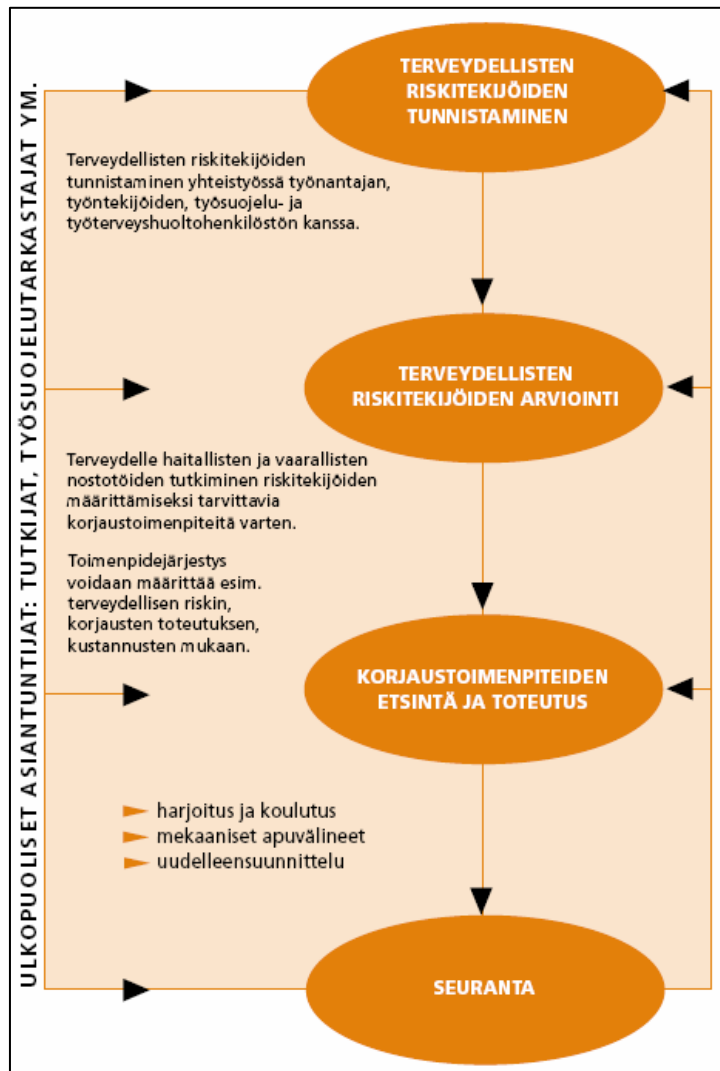 ULKOPUOLISET ASIANTUNTIJAT: TUTKIJAT, TYÖSUOJELUTARKASTAJAT YM.
TERVEYDELLISTEN
RISKITEKIJÖIDEN
TUNNISTAMINEN
Terveydellisten riskitekijöiden
tunnistaminen yhteistyössä työnantajan,
työntekijöiden, työsuojelu- ja
työterveyshuoltohenkilöstön kanssa.
TERVEYDELLISTEN
RISKITEKIJÖIDEN ARVIOINTI
Terveydelle haitallisten ja vaarallisten
nostotöiden tutkiminen riskitekijöiden
määrittämiseksi tarvittavia
korjaustoimenpiteitä varten.
Toimenpidejärjestys
voidaan määrittää esim.
terveydellisen riskin,
korjausten toteutuksen,
kustannusten mukaan.
KORJAUSTOIMENPITEIDEN
ETSINTÄ JA TOTEUTUS
harjoitus ja koulutus
mekaaniset apuvälineet
uudelleensuunnittelu
SEURANTA